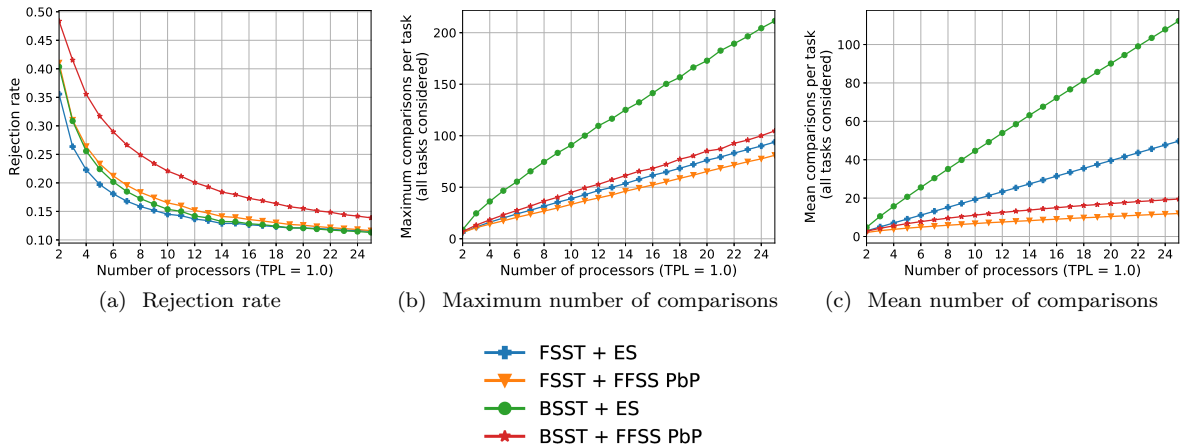 0.50
0.45
0.40
0.35
0.30
0.25
0.20
0.15
0.10
Rejection rate
2 4 6 8 10 12 14 16 18 20 22 24
Number of processors (TPL = 1.0)
(a) Rejection rate
200
150
100
50
0
Maximum comparisons per task
(all tasks considered)
2 4 6 8 10 12 14 16 18 20 22 24
Number of processors (TPL = 1.0)
(b) Maximum number of comparisons
100
80
60
40
20
0
Mean comparisons per task
(all tasks considered)
2 4 6 8 10 12 14 16 18 20 22 24
Number of processors (TPL = 1.0)
(c) Mean number of comparisons
FSST + ES
FSST + FFSS PbP
BSST + ES
BSST + FFSS PbP